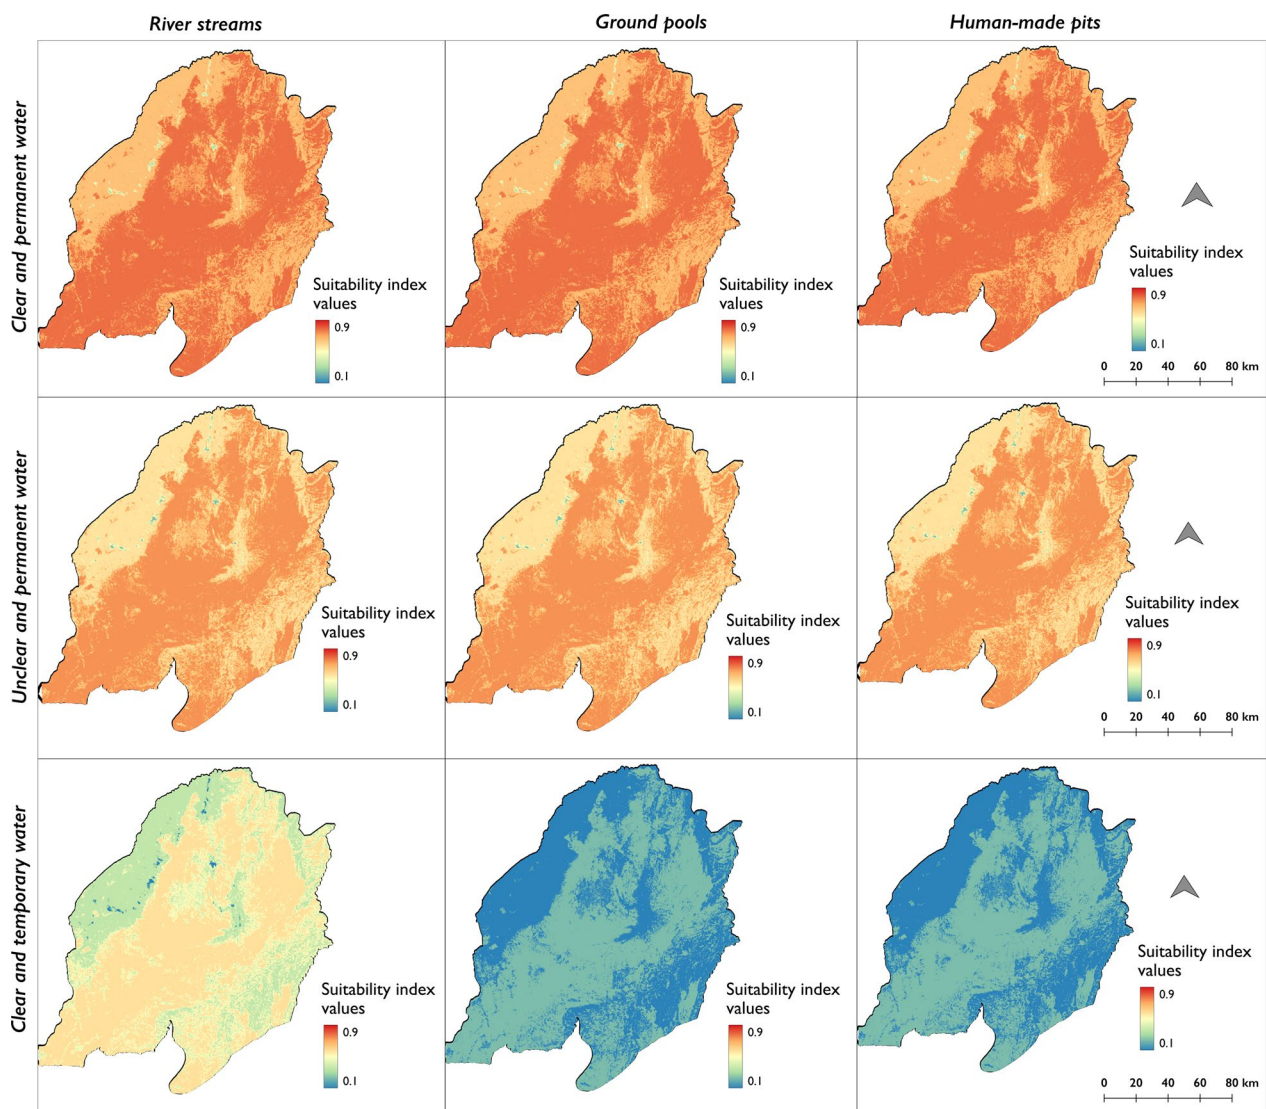 River streams
Ground pools
Human-made pits
Clear and permanent water
Suitability index
values
0.9
0.1
Suitability index
values
0.9
0.1
Suitability index
values
0.9
0.1
0 20 40 60 80 km
Unclear and permanent water
Suitability index
values
0.9
0.1
Suitability index
values
0.9
0.1
Suitability index
values
0.9
0.1
0 20 40 60 80 km
Clear and temporary water
Suitability index
values
0.9
0.1
Suitability index
values
0.9
0.1
Suitability index
values
0.9
0.1
0 20 40 60 80 km